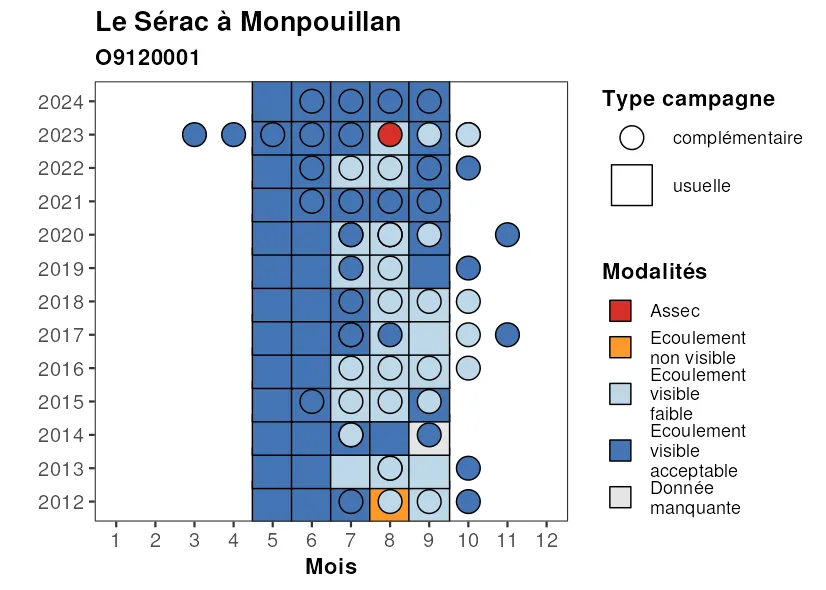 Le Sérac à Monpouillan
O9120001
2024
2023
2022
2021
2020
2019
2018
2017
2016
2015
2014
2013
2012
1 2 3 4 5 6 7 8 9 10 11 12
Mois
Type campagne
complémentaire
usuelle
Modalités
Assec
Ecoulement
non visible
Ecoulement
visible
faible
Ecoulement
visible
acceptable
Donnée
manquante